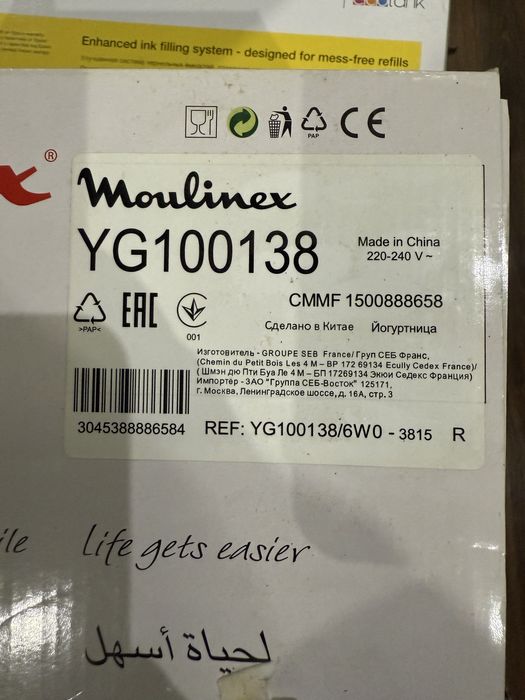 Enhanced ink filling system - designed for mess-free refills
PAP
CE
®
Moulinex
YG100138
Made in China
220-240 V ~
CMMF 1500888658
>PAP<
EAC
001
Сделано в Китае Йогуртница
Изготовитель - GROUPE SEB France/ Груп СЕБ Франс,
(Chemin du Petit Bois Les 4 M – BP 172 69134 Ecully Cedex France)/
( Шмэн дю Пти Буа Ле 4 М – БП 17269134 Экюи Седекс Франция)
Импортёр - ЗАО "Группа СЕБ-Восток" 125171,
г. Москва, Ленинградское шоссе, д. 16А, стр. 3
3045388886584
REF: YG100138/6W0 - 3815 R
life gets easier
لحياة أسهل